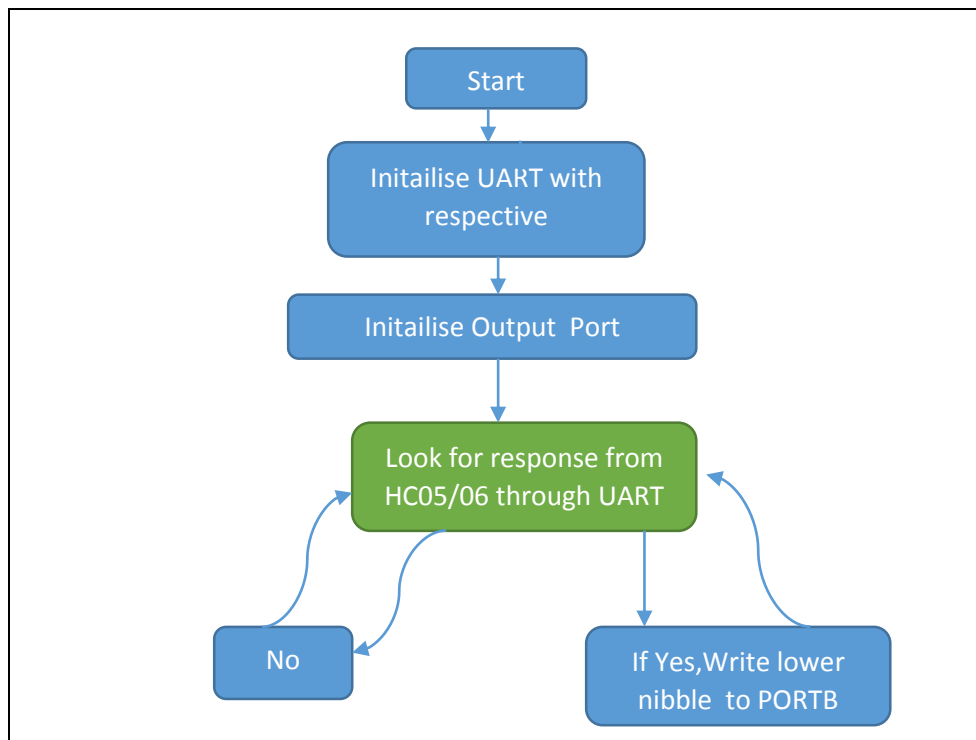 Start
Initailise UART with
respective
Initailise Output  Port
Look for response from
HC05/06 through UART
No
If Yes,Write lower
nibble  to PORTB